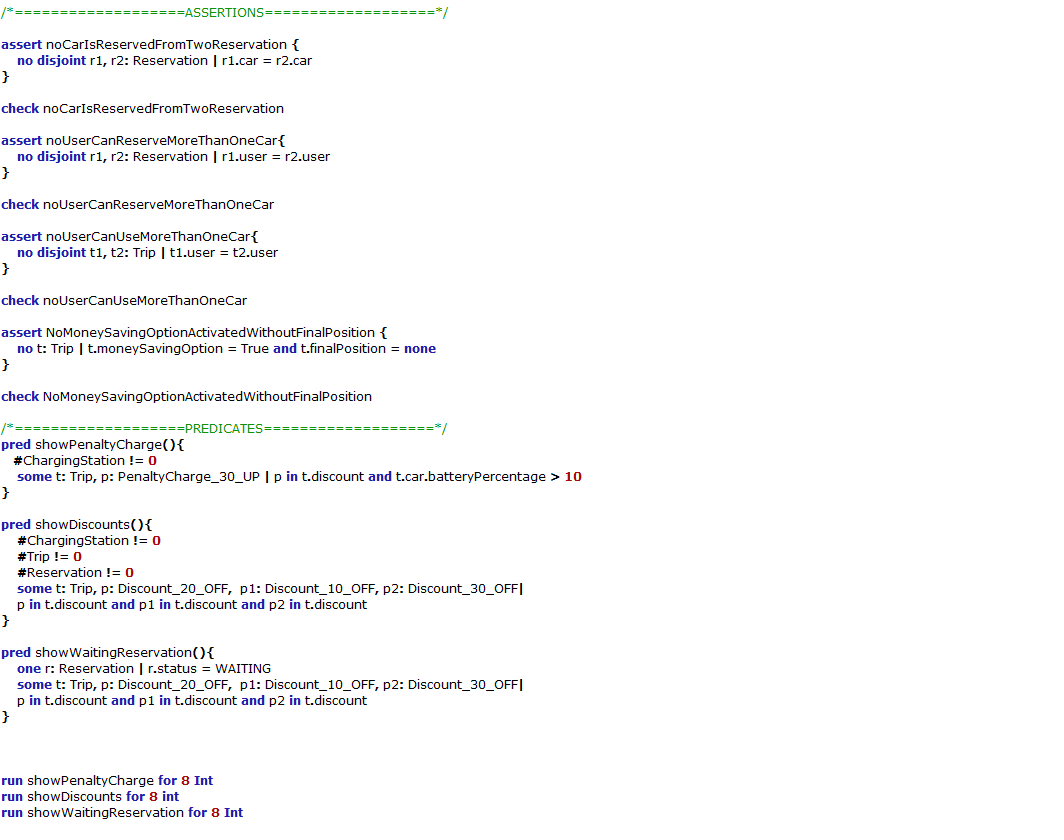 /*===================ASSERTIONS===================*/
assert noCarIsReservedFromTwoReservation {
no disjoint r1, r2: Reservation | r1.car = r2.car
}
check noCarIsReservedFromTwoReservation
assert noUserCanReserveMoreThanOneCar{
no disjoint r1, r2: Reservation | r1.user = r2.user
}
check noUserCanReserveMoreThanOneCar
assert noUserCanUseMoreThanOneCar{
no disjoint t1, t2: Trip | t1.user = t2.user
}
check noUserCanUseMoreThanOneCar
assert NoMoneySavingOptionActivatedWithoutFinalPosition {
no t: Trip | t.moneySavingOption = True and t.finalPosition = none
}
check NoMoneySavingOptionActivatedWithoutFinalPosition
/*===================PREDICATES===================*/
pred showPenaltyCharge(){
#ChargingStation != 0
some t: Trip, p: PenaltyCharge_30_UP | p in t.discount and t.car.batteryPercentage > 10
}
pred showDiscounts(){
#ChargingStation != 0
#Trip != 0
#Reservation != 0
some t: Trip, p: Discount_20_OFF,  p1: Discount_10_OFF, p2: Discount_30_OFF|
p in t.discount and p1 in t.discount and p2 in t.discount
}
pred showWaitingReservation(){
one r: Reservation | r.status = WAITING
some t: Trip, p: Discount_20_OFF,  p1: Discount_10_OFF, p2: Discount_30_OFF|
p in t.discount and p1 in t.discount and p2 in t.discount
}
run showPenaltyCharge for 8 Int
run showDiscounts for 8 int
run showWaitingReservation for 8 Int